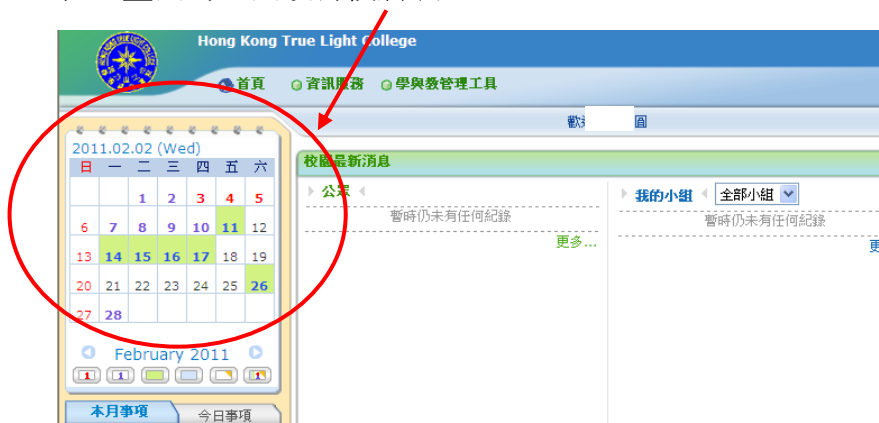 Hong Kong True Light College
首頁 資訊服務 學與教管理工具
2011.02.02 (Wed)
日 一 二 三 四 五 六
1 2 3 4 5
6 7 8 9 10 11 12
13 14 15 16 17 18 19
20 21 22 23 24 25 26
27 28
February 2011
1 1 1
本月事項 今日事項
校園最新消息
公眾
暫時仍未有任何紀錄
更多...
我的小組 全部小組
暫時仍未有任何紀錄